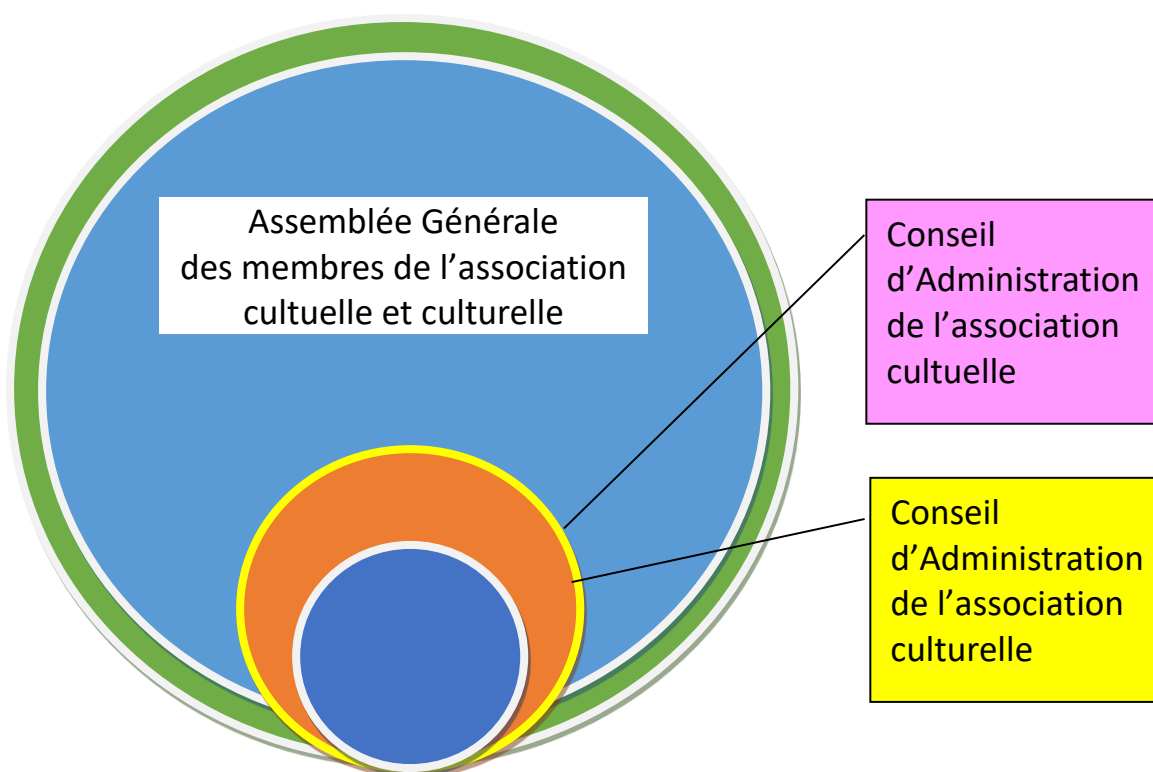 Assemblée Générale
des membres de l’association
cultuelle et culturelle
Conseil
d’Administration
de l’association
cultuelle
Conseil
d’Administration
de l’association
culturelle